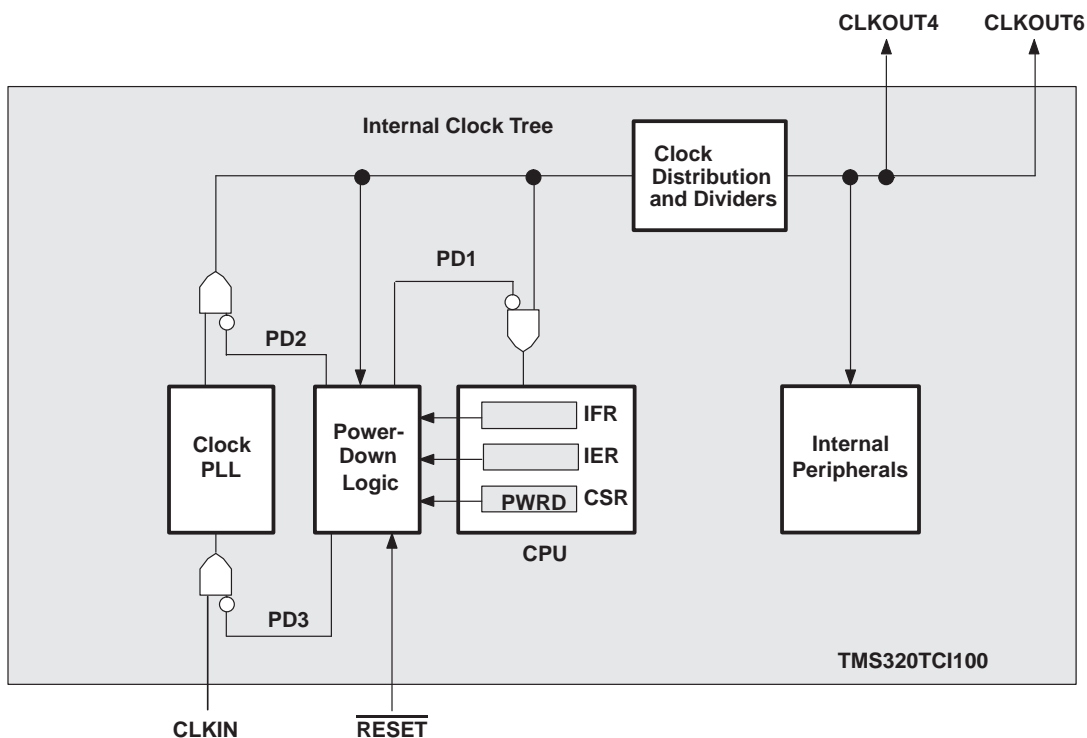 CLKOUT4 CLKOUT6
Internal Clock Tree
Clock
Distribution
and Dividers
PD1
PD2
Clock
PLL
Power-
Down
Logic
IFR
IER
PWRD CSR
CPU
Internal
Peripherals
PD3
TMS320TCI100
CLKIN RESET